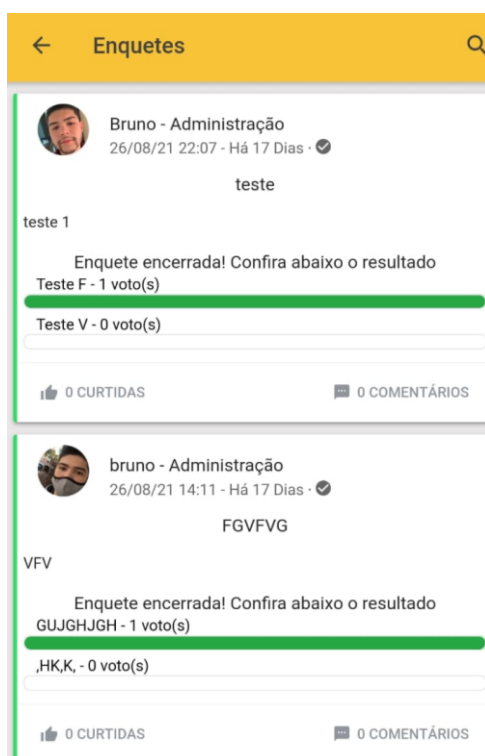 Enquetes
Bruno - Administração
26/08/21 22:07 - Há 17 Dias ·
teste
teste 1
Enquete encerrada! Confira abaixo o resultado
Teste F - 1 voto(s)
Teste V - 0 voto(s)
0 CURTIDAS 0 COMENTÁRIOS
bruno - Administração
26/08/21 14:11 - Há 17 Dias ·
FGVFVG
VFV
Enquete encerrada! Confira abaixo o resultado
GUJGHJGH - 1 voto(s)
,HK,K, - 0 voto(s)
0 CURTIDAS 0 COMENTÁRIOS